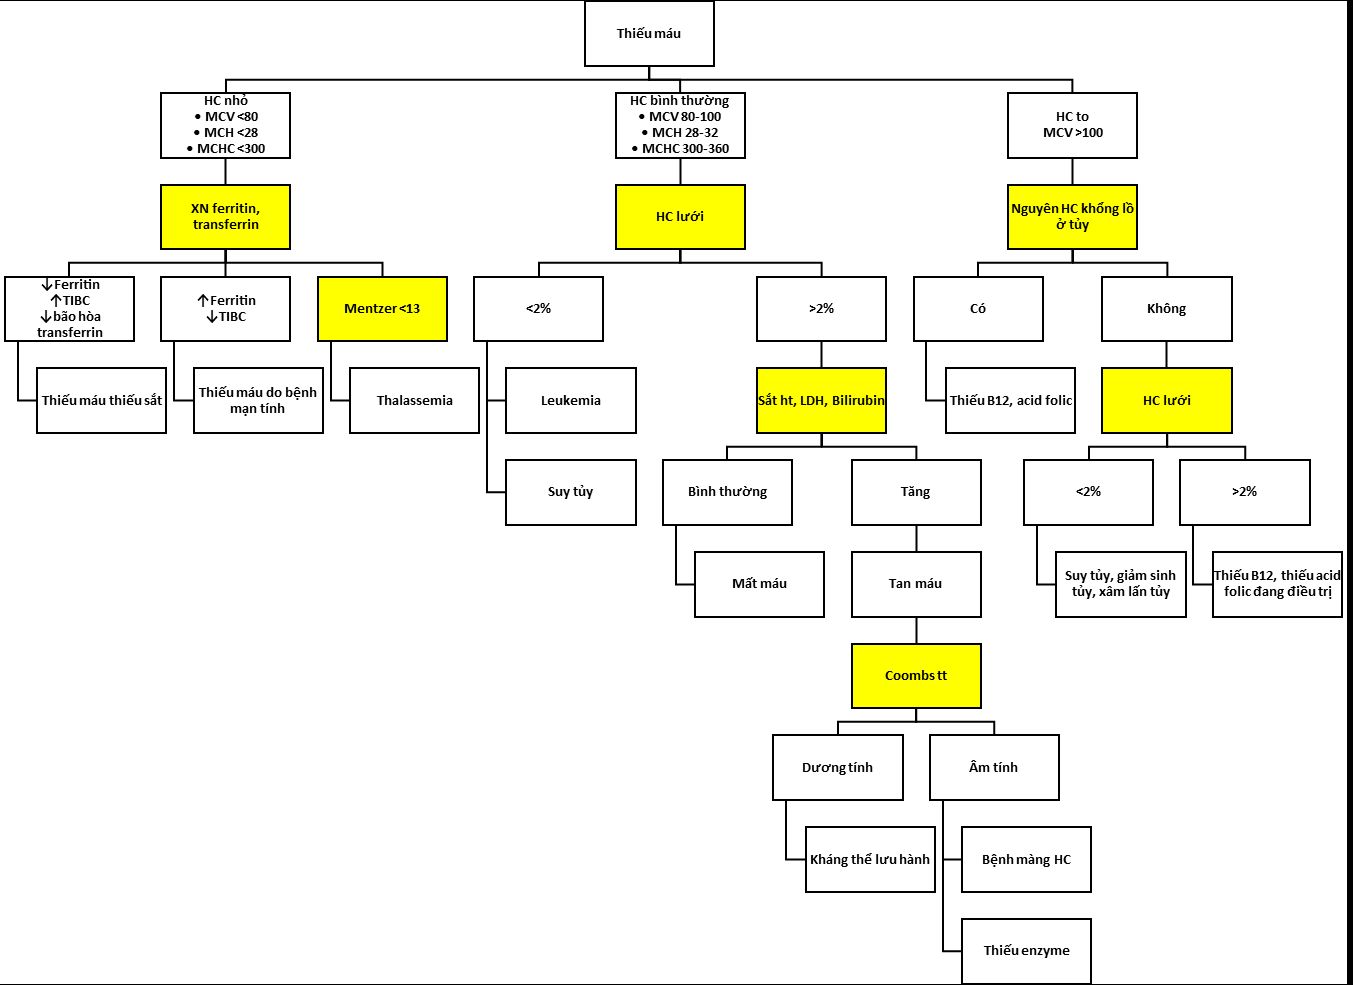 Thiếu máu
HC nhỏ
• MCV <80
• MCH <28
• MCHC <300
HC bình thường
• MCV 80-100
• MCH 28-32
• MCHC 300-360
HC to
MCV >100
XN ferritin,
transferrin
HC lưới
Nguyên HC khổng lồ
ở tủy
↓Ferritin
↑TIBC
↓bão hòa
transferrin
↑Ferritin
↓TIBC
Mentzer <13
<2%
>2%
Có
Không
Thiếu máu thiếu sắt
Thiếu máu do bệnh
mạn tính
Thalassemia
Leukemia
Sắt ht, LDH, Bilirubin
Thiếu B12, acid folic
HC lưới
Suy tủy
Bình thường
Tăng
<2%
>2%
Mất máu
Tan máu
Suy tủy, giảm sinh
tủy, xâm lấn tủy
Thiếu B12, thiếu acid
folic đang điều trị
Coombs tt
Dương tính
Âm tính
Kháng thể lưu hành
Bệnh màng HC
Thiếu enzyme